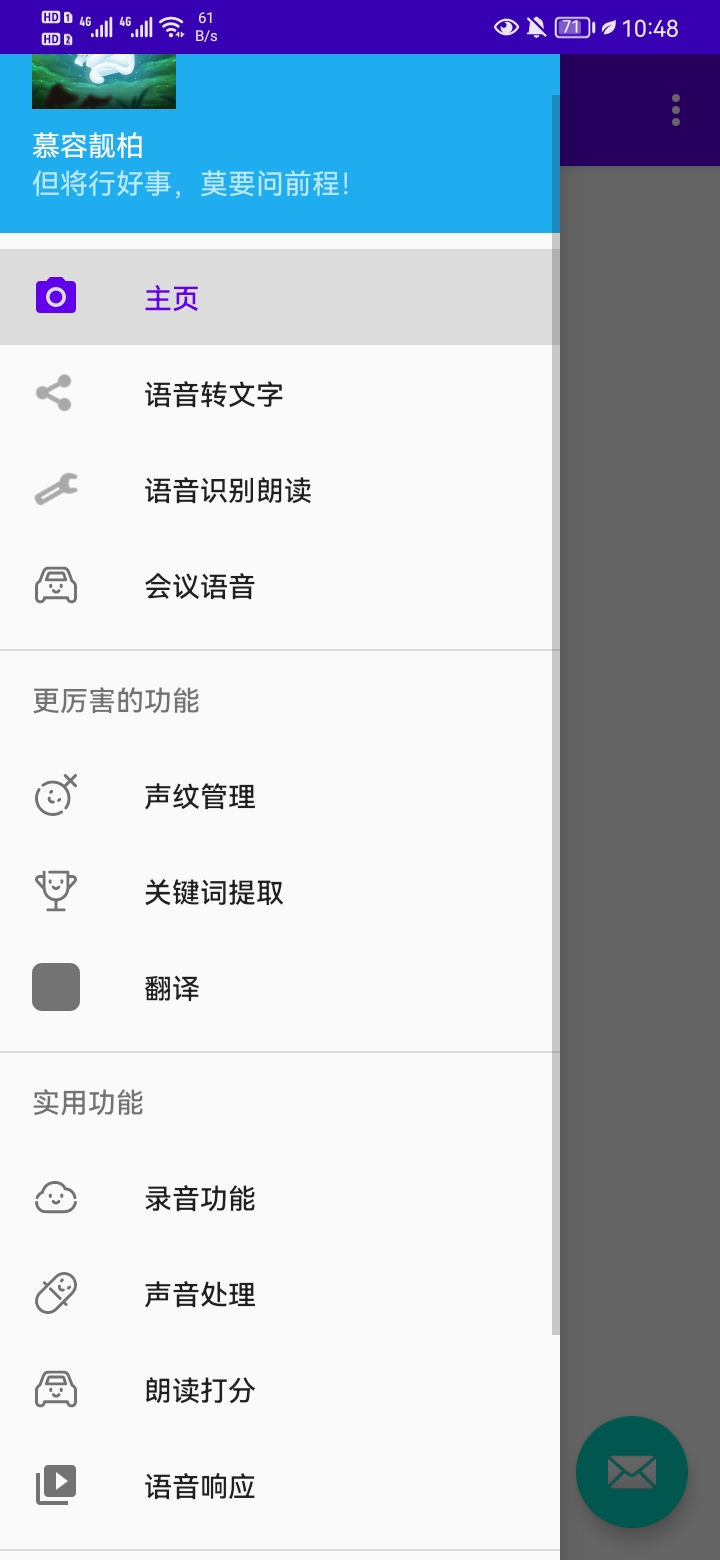 HD 1 4G 4G 61 B/s 71 10:48
HD 2
慕容靓柏
但将行好事，莫要问前程！
主页
语音转文字
语音识别朗读
会议语音
更厉害的功能
声纹管理
关键词提取
翻译
实用功能
录音功能
声音处理
朗读打分
语音响应